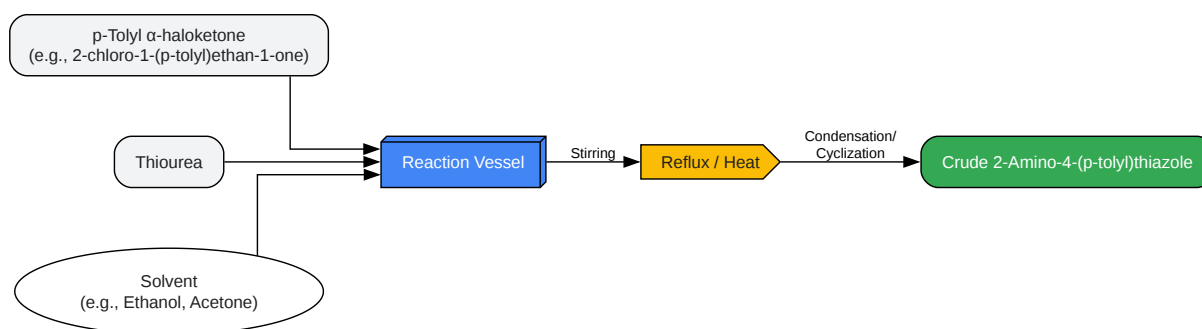 p-Tolyl α-haloketone
(e.g., 2-chloro-1-(p-tolyl)ethan-1-one)
Thiourea
Solvent
(e.g., Ethanol, Acetone)
Reaction Vessel
Stirring
Reflux / Heat
Condensation/
Cyclization
Crude 2-Amino-4-(p-tolyl)thiazole